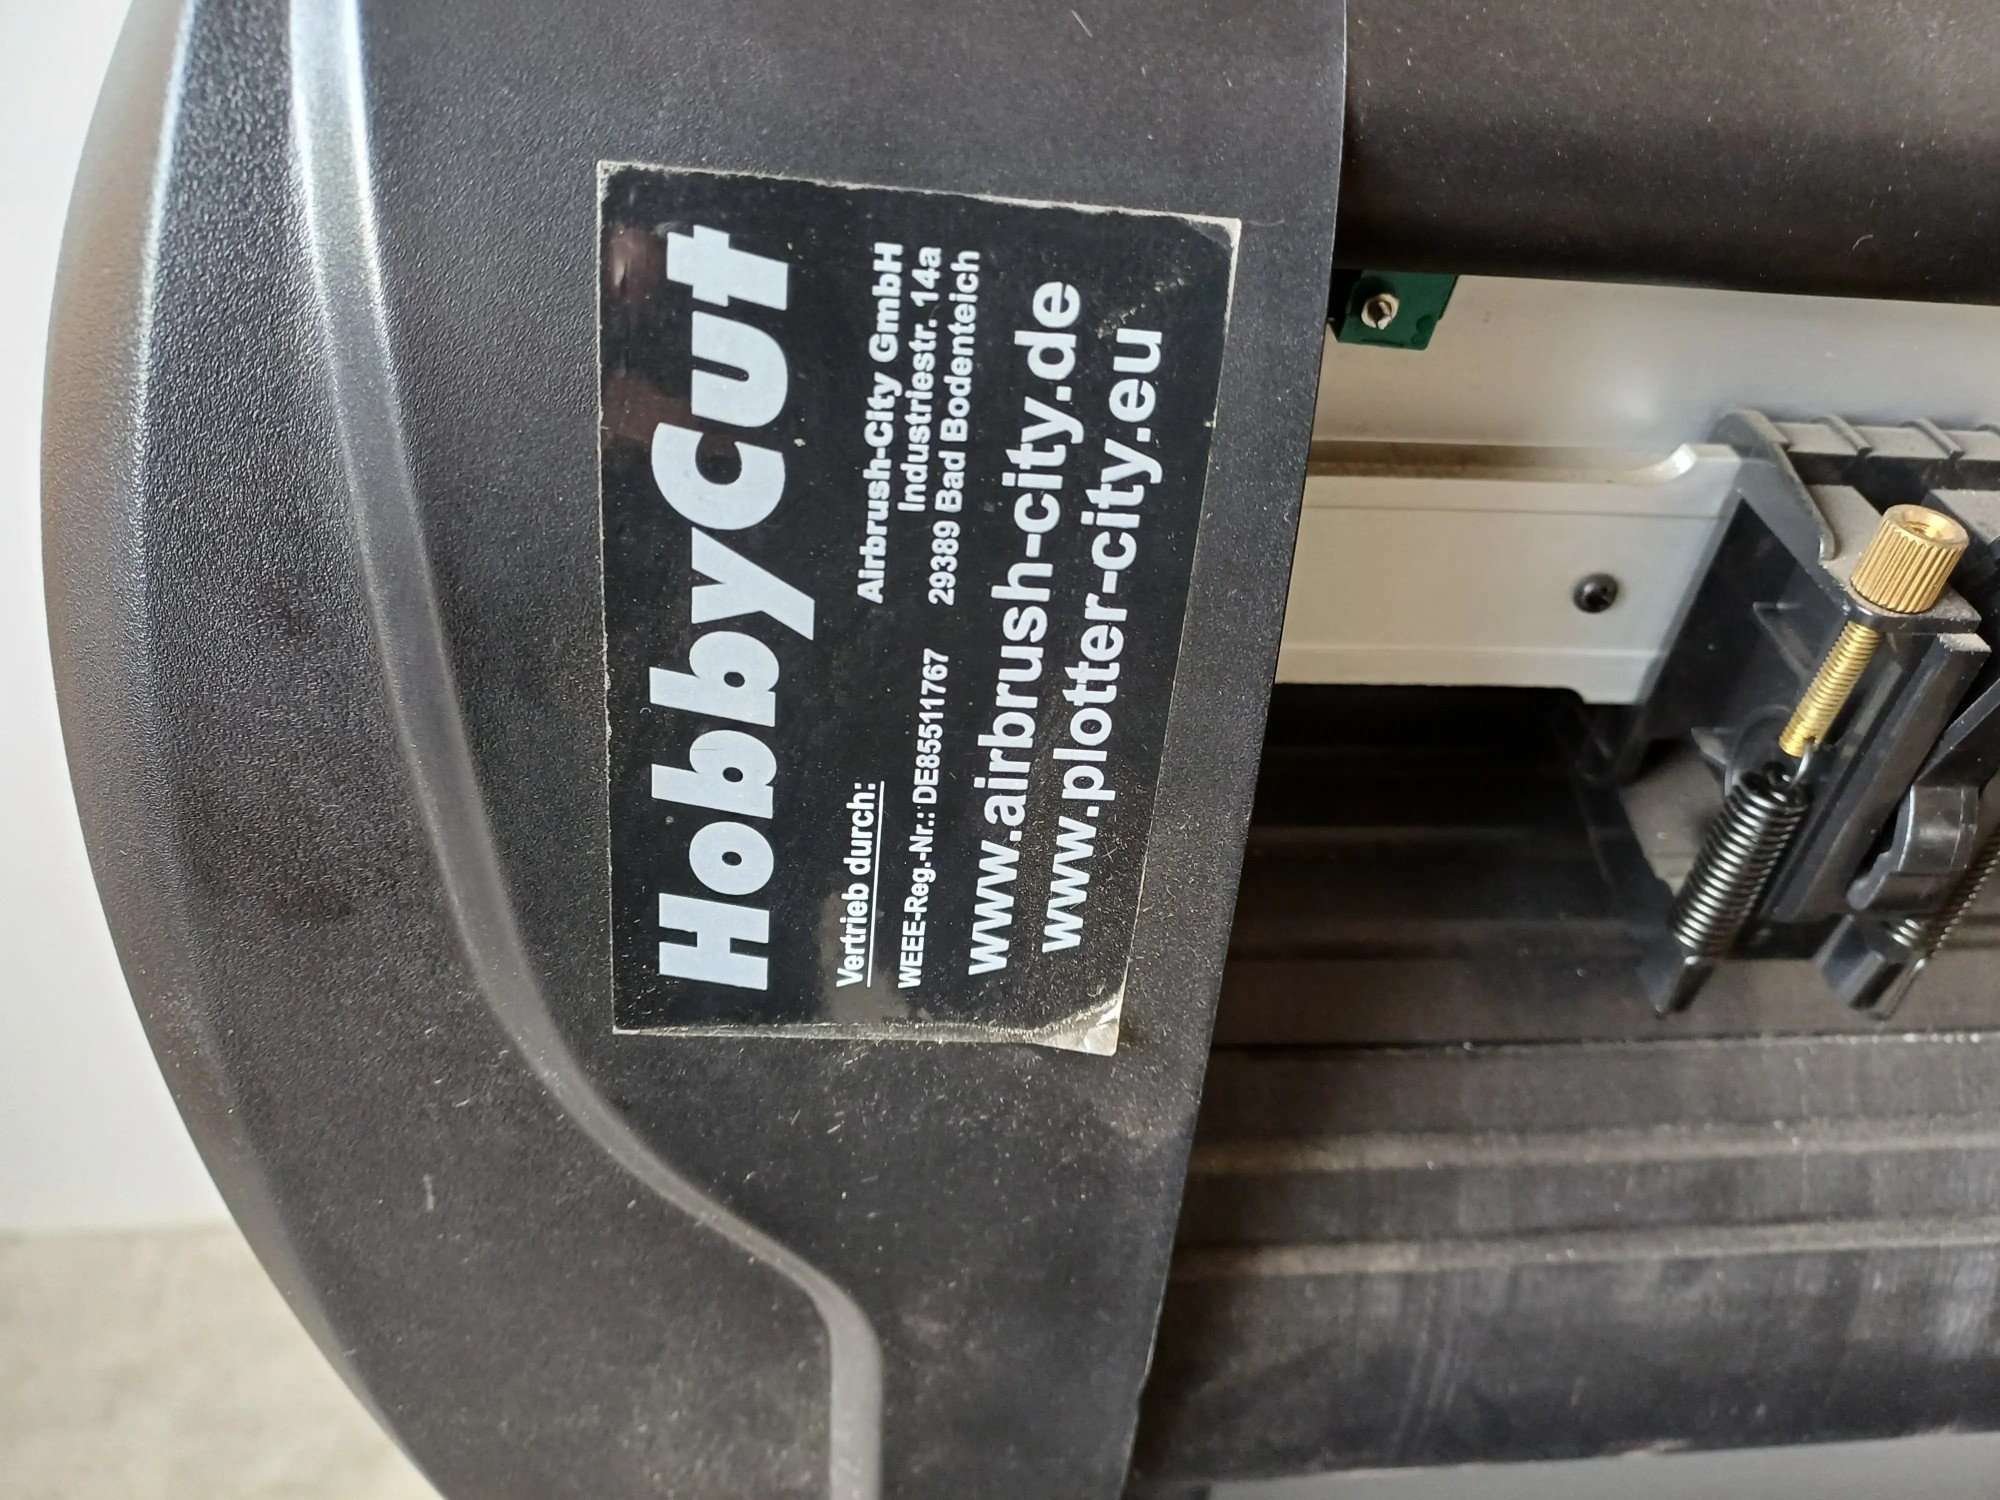 HobbyCut
Vertrieb durch:
Airbrush-City GmbH
Industriestr. 14a
WEEE-Reg.-Nr.: DE85511767
29389 Bad Bodenteich
www.airbrush-city.de
www.plotter-city.eu